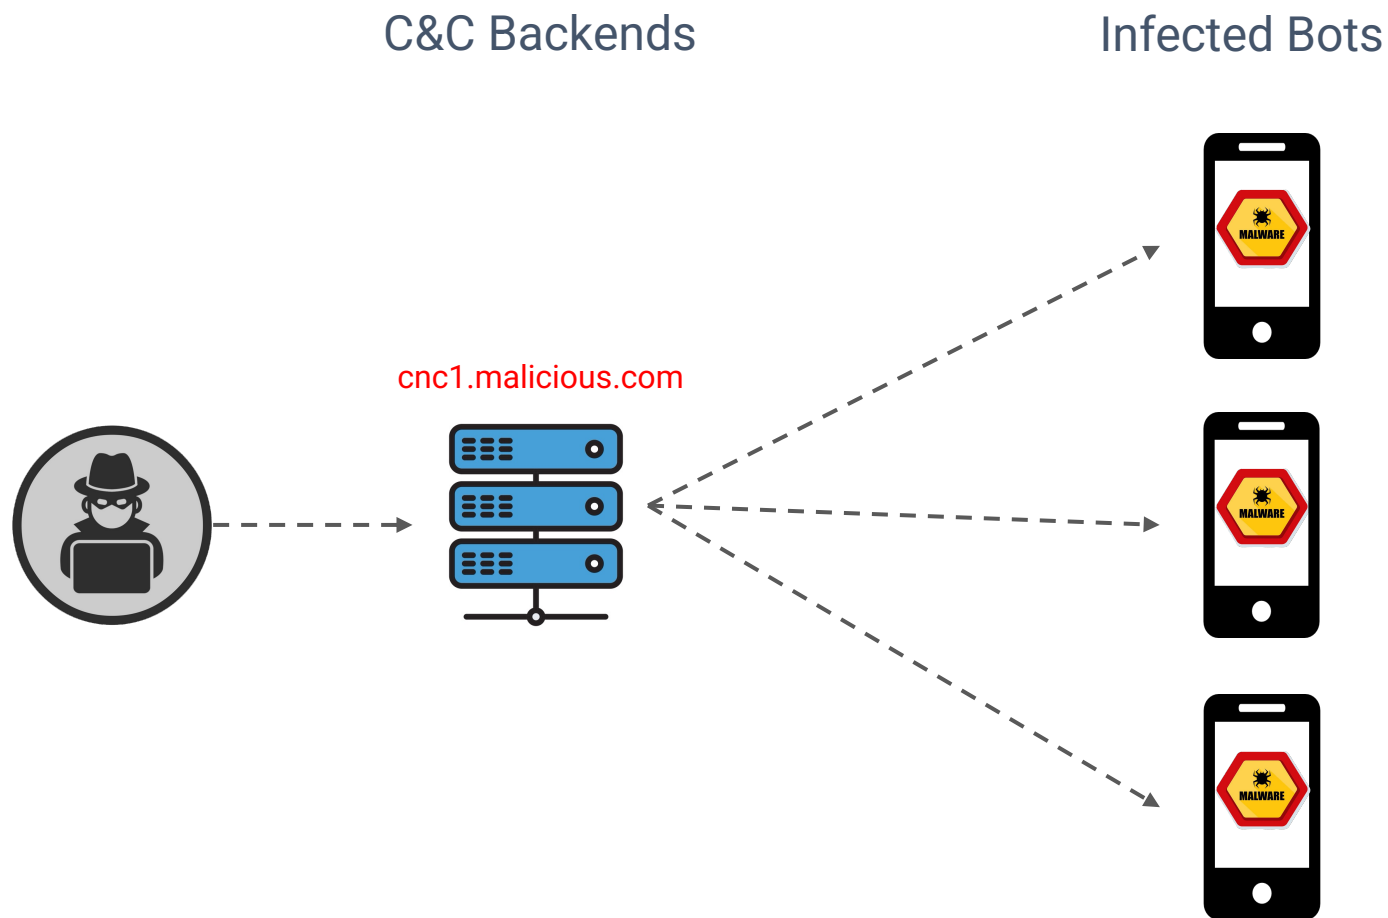 C&C Backends
Infected Bots
MALWARE
cnc1.malicious.com
MALWARE
MALWARE